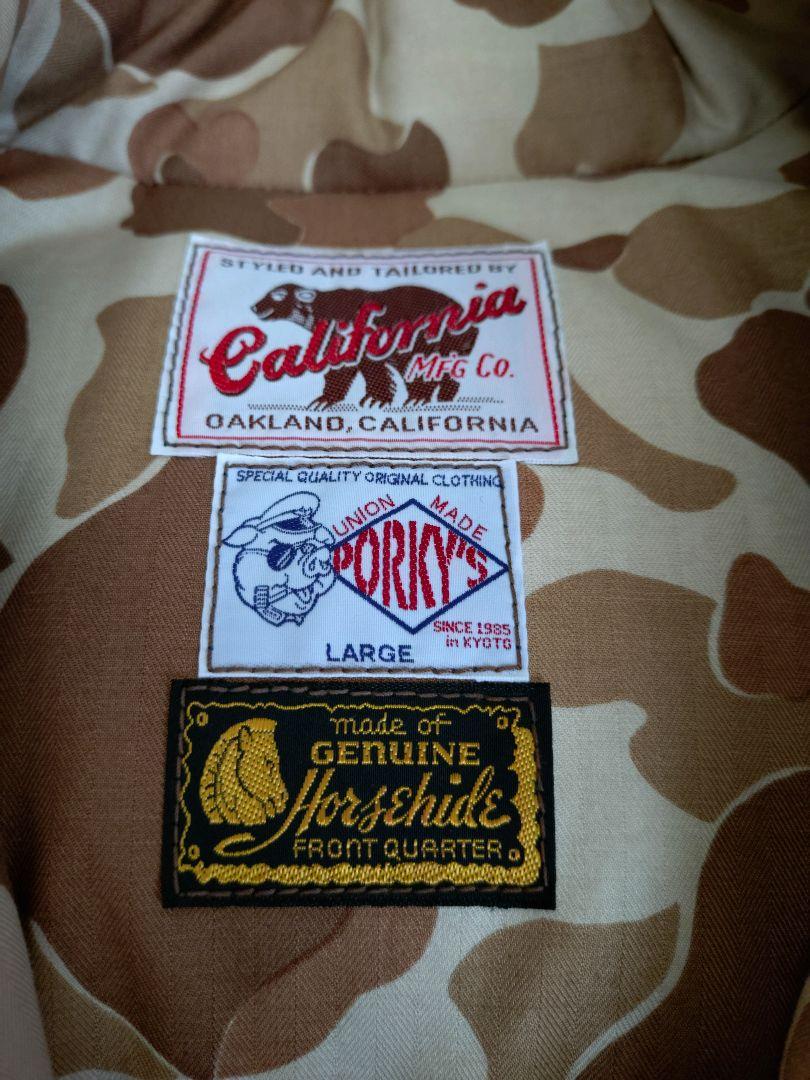 STYLED AND TAILORED BY
California
MFG Co.
OAKLAND, CALIFORNIA
SPECIAL QUALITY ORIGINAL CLOTHING
UNION MADE
PORKY'S
SINCE 1985
in KYOTO
LARGE
made of
GENUINE
Horsehide
FRONT QUARTER